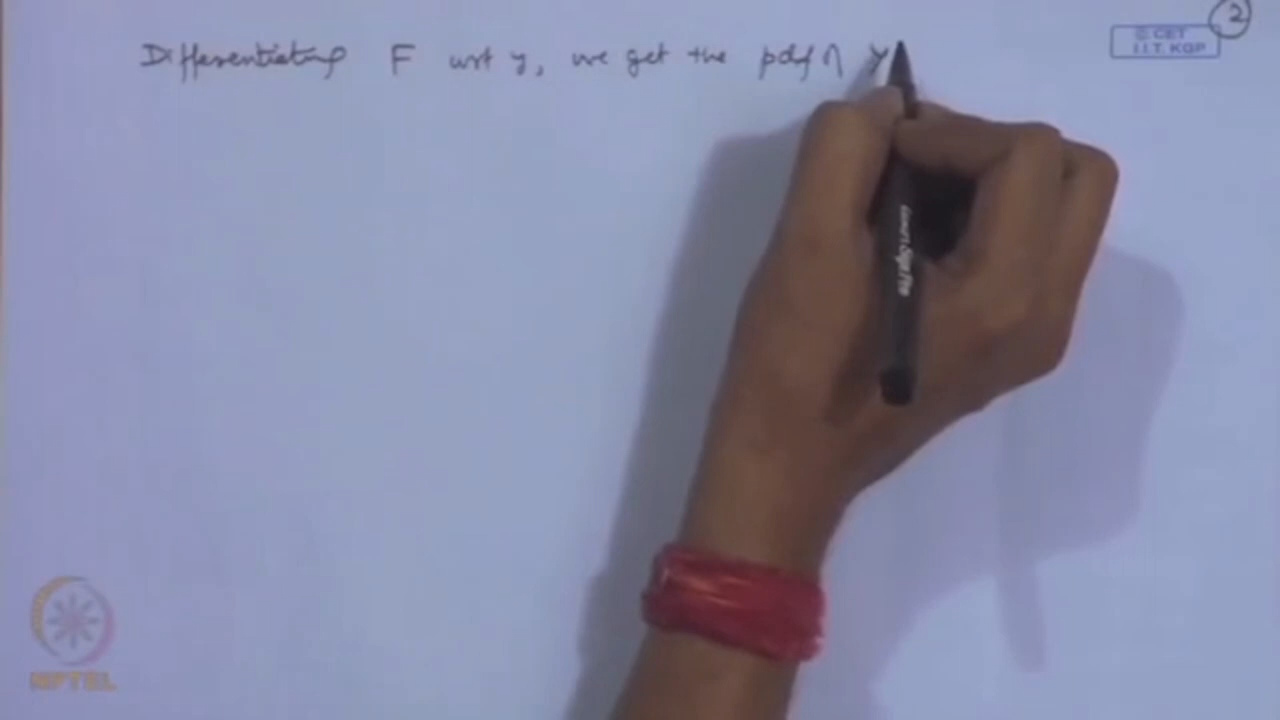 Differentiating F wrt y, we get the pdf of Y
2
© CET
I.I.T. KGP
NPTEL